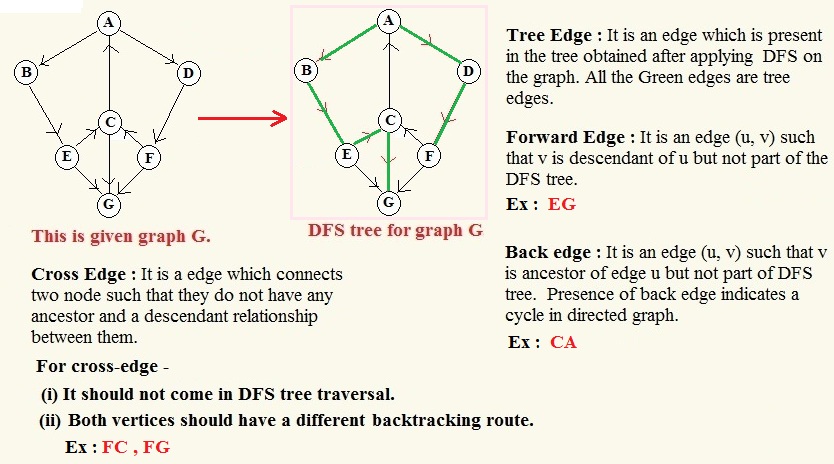 A
B
D
C
E
F
G
This is given graph G.
A
B
D
C
E
F
G
DFS tree for graph G
Tree Edge : It is an edge which is present
in the tree obtained after applying DFS on
the graph. All the Green edges are tree
edges.
Forward Edge : It is an edge (u, v) such
that v is descendant of u but not part of the
DFS tree.
Ex : EG
Back edge : It is an edge (u, v) such that v
is ancestor of edge u but not part of DFS
tree. Presence of back edge indicates a
cycle in directed graph.
Ex : CA
Cross Edge : It is a edge which connects
two node such that they do not have any
ancestor and a descendant relationship
between them.
For cross-edge -
(i) It should not come in DFS tree traversal.
(ii) Both vertices should have a different backtracking route.
Ex : FC , FG